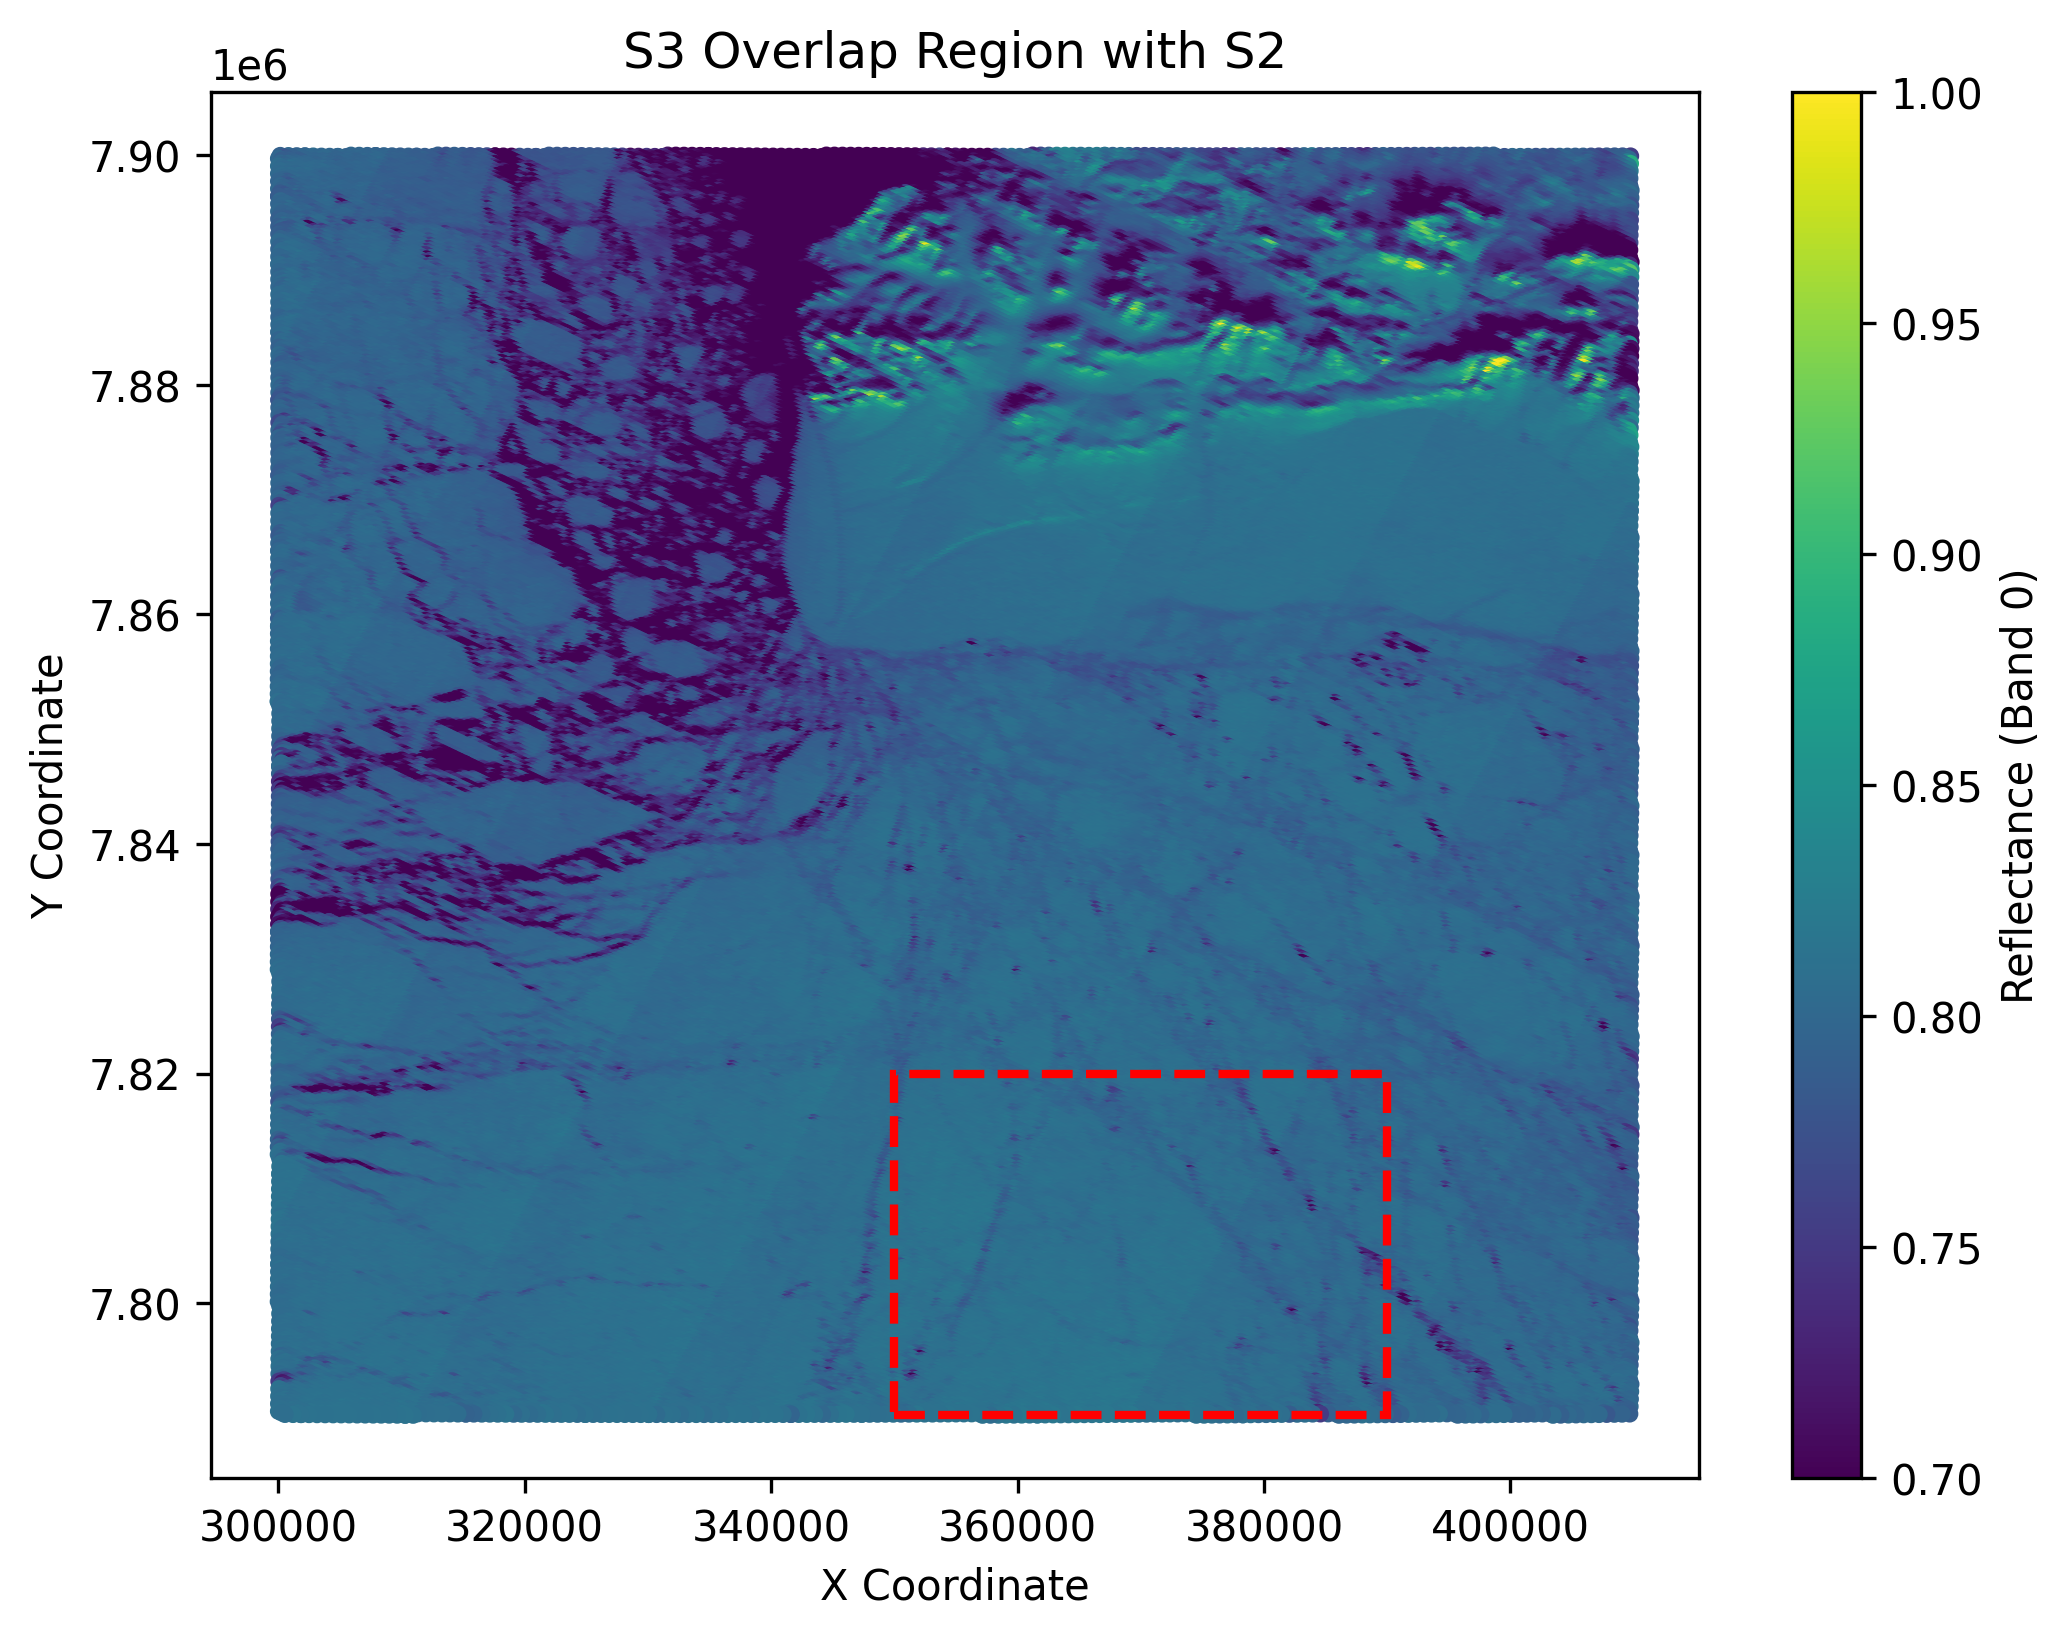 S3 Overlap Region with S2
1e6
7.90
7.88
7.86
7.84
7.82
7.80
Y Coordinate
300000 320000 340000 360000 380000 400000
X Coordinate
1.00
0.95
0.90
0.85
0.80
0.75
0.70
Reflectance (Band 0)